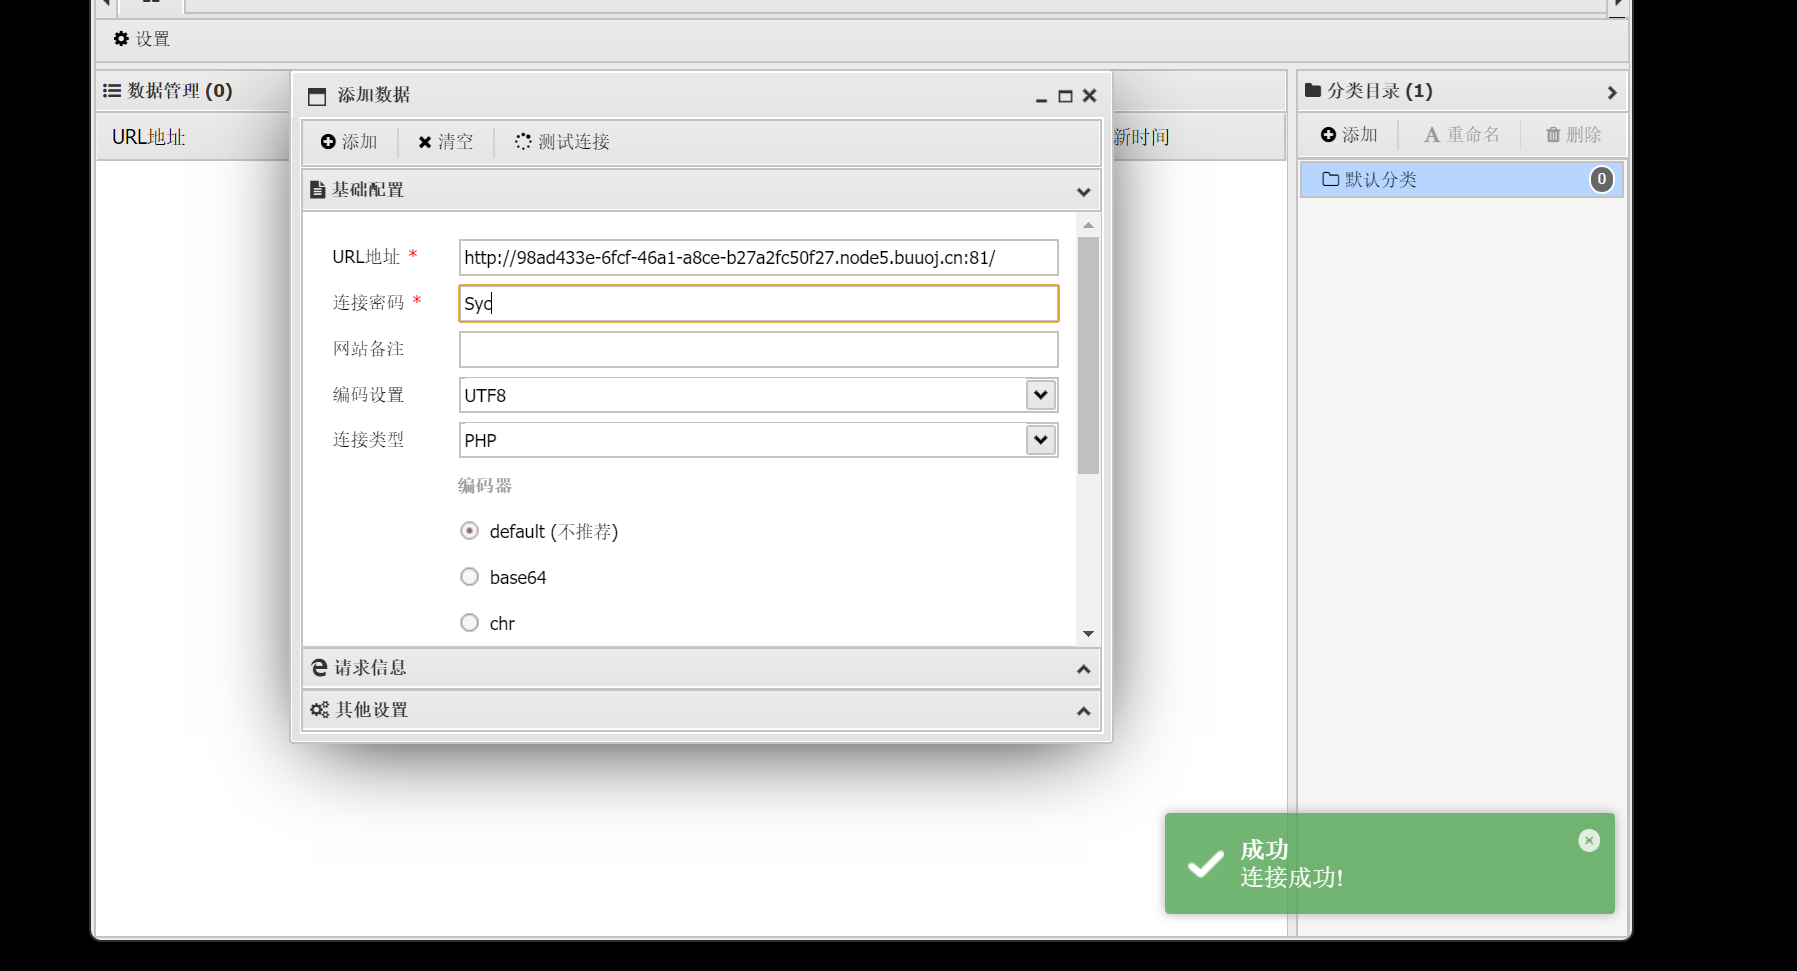 设置
数据管理 (0)
URL地址
新时间
添加数据
添加
清空
测试连接
基础配置
URL地址 *
http://98ad433e-6fcf-46a1-a8ce-b27a2fc50f27.node5.buuoj.cn:81/
连接密码 *
Syc
网站备注
编码设置
UTF8
连接类型
PHP
编码器
default (不推荐)
base64
chr
请求信息
其他设置
分类目录 (1)
添加
重命名
删除
默认分类
0
成功
连接成功!